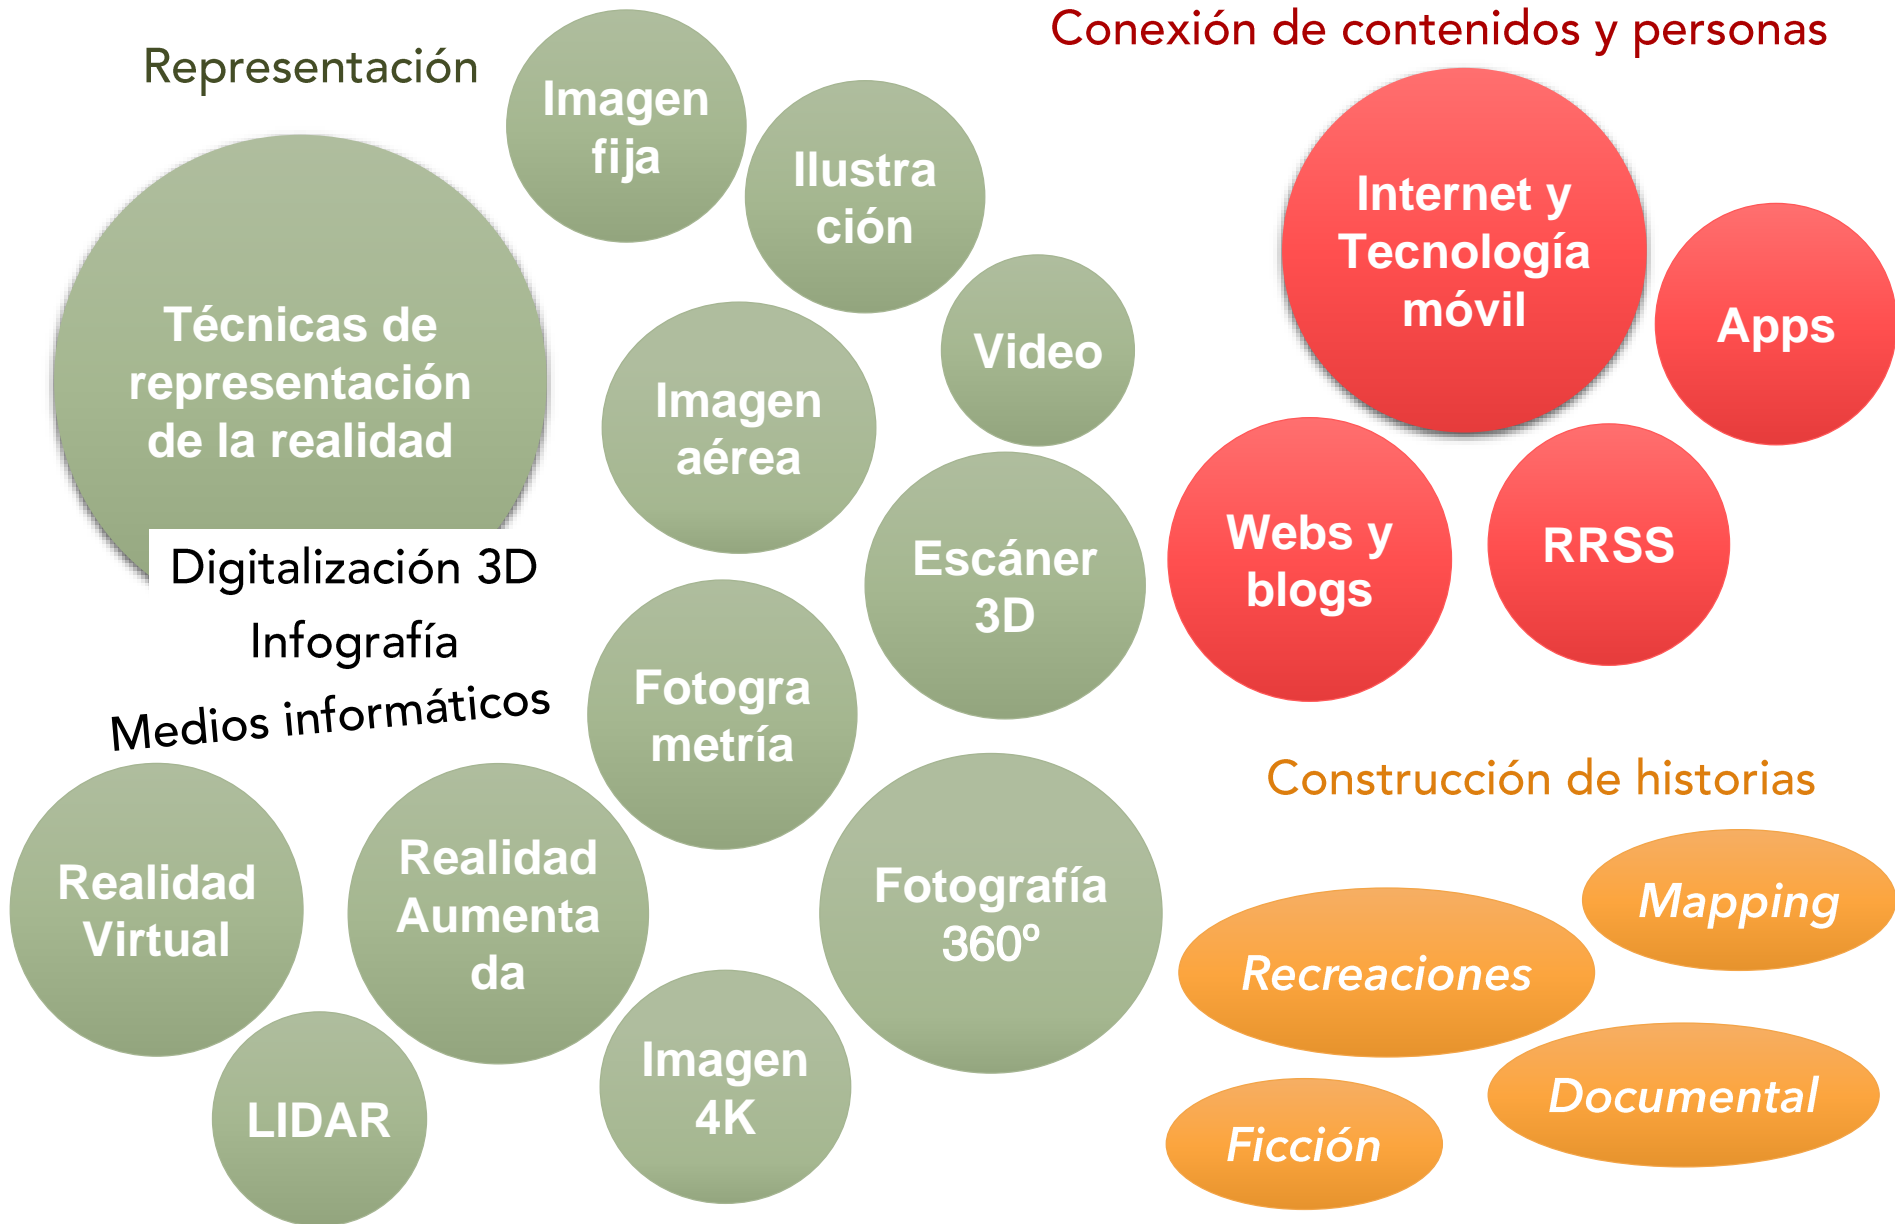 Representación
Imagen
fija
Ilustra
ción
Video
Técnicas de
representación
de la realidad
Imagen
aérea
Escáner
3D
Digitalización 3D
Infografía
Medios informáticos
Fotogra
metría
Realidad
Virtual
Realidad
Aumenta
da
Fotografía
360º
LIDAR
Imagen
4K
Conexión de contenidos y personas
Internet y
Tecnología
móvil
Apps
Webs y
blogs
RRSS
Construcción de historias
Mapping
Recreaciones
Documental
Ficción